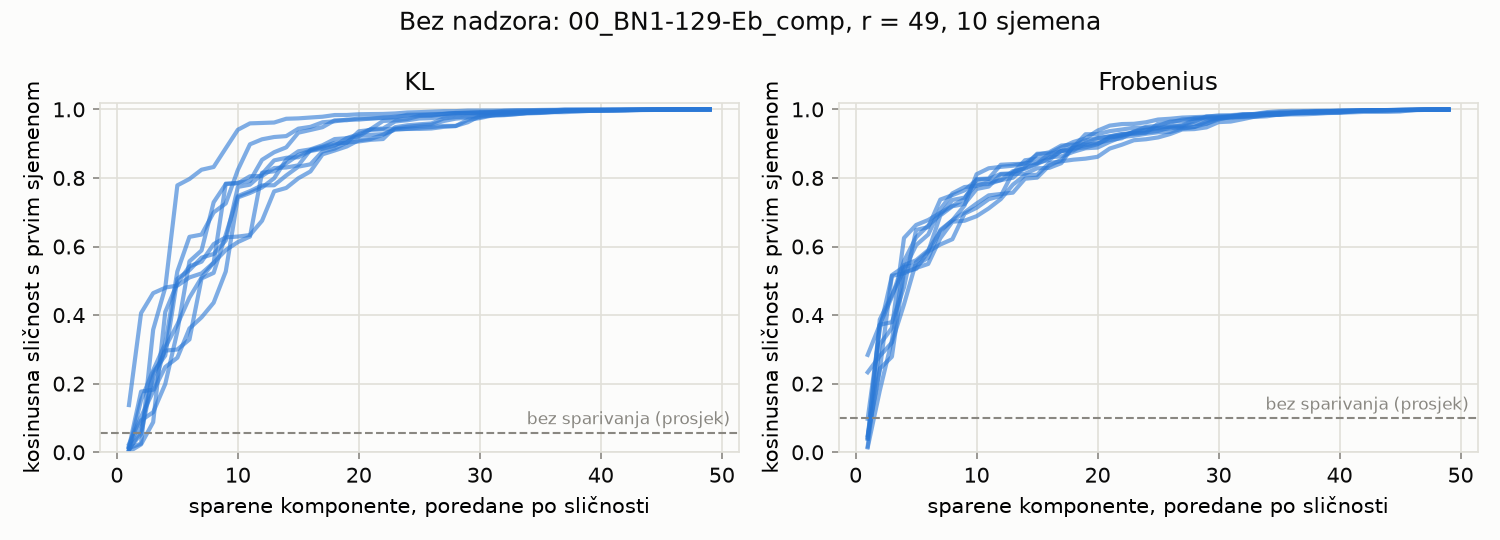 Bez nadzora: 00_BN1-129-Eb_comp, r = 49, 10 sjemena
KL
kosinusna sličnost s prvim sjemenom
1.0
0.8
0.6
0.4
0.2
0.0
bez sparivanja (prosjek)
0 10 20 30 40 50
sparene komponente, poredane po sličnosti
Frobenius
kosinusna sličnost s prvim sjemenom
1.0
0.8
0.6
0.4
0.2
0.0
bez sparivanja (prosjek)
0 10 20 30 40 50
sparene komponente, poredane po sličnosti